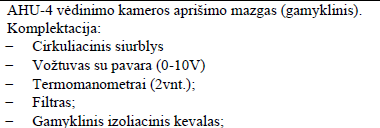 AHU-4 vėdinimo kameros aprišimo mazgas (gamyklinis).
Komplektacija:
– Cirkuliacinis siurblys
– Vožtuvas su pavara (0-10V)
– Termomanometrai (2vnt.);
– Filtras;
– Gamyklinis izoliacinis kevalas;